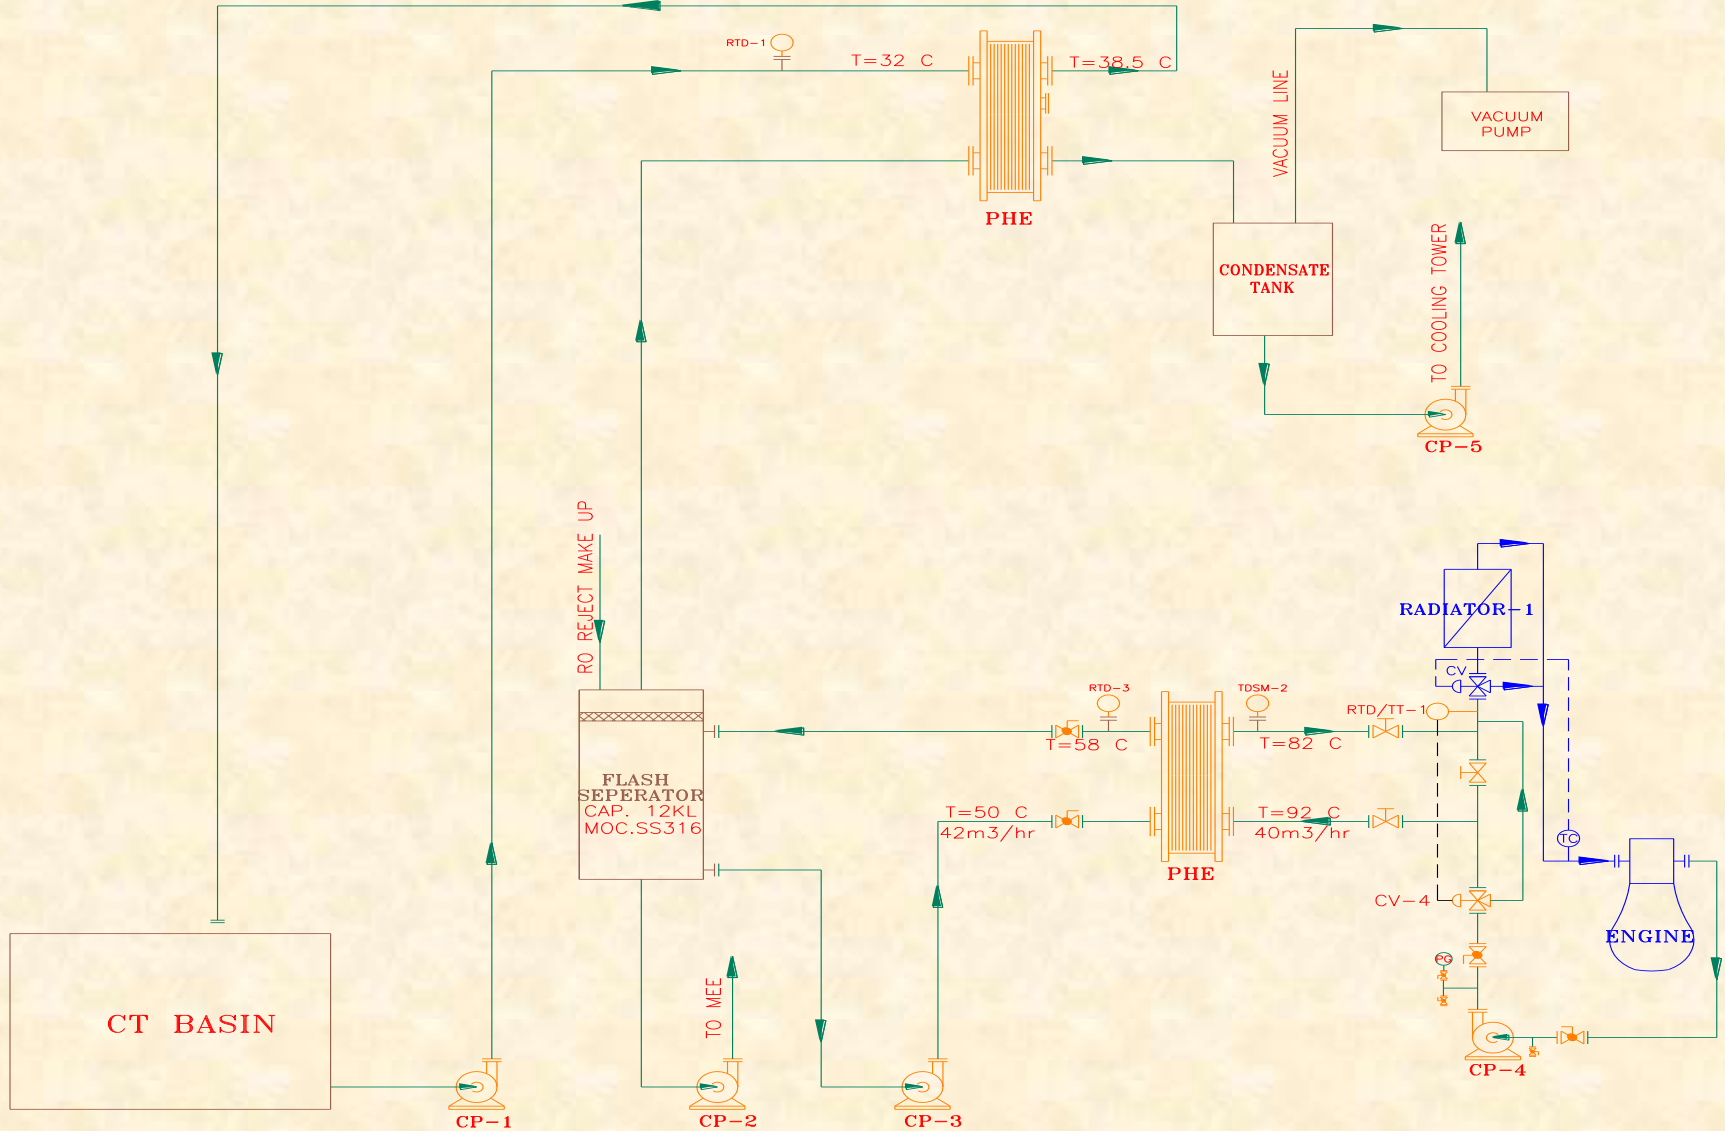 RTD-1
T=32 C
T=38.5 C
VACUUM LINE
VACUUM
PUMP
PHE
CONDENSATE
TANK
TO COOLING TOWER
CP-5
RO REJECT MAKE UP
RADIATOR-1
CV
RTD-3
TDSM-2
RTD/TT-1
T=58 C
T=82 C
FLASH
SEPERATOR
CAP. 12KL
MOC.SS316
T=50 C
42m3/hr
T=92 C
40m3/hr
TC
PHE
CV-4
ENGINE
PG
TO MEE
CT BASIN
CP-4
CP-1
CP-2
CP-3